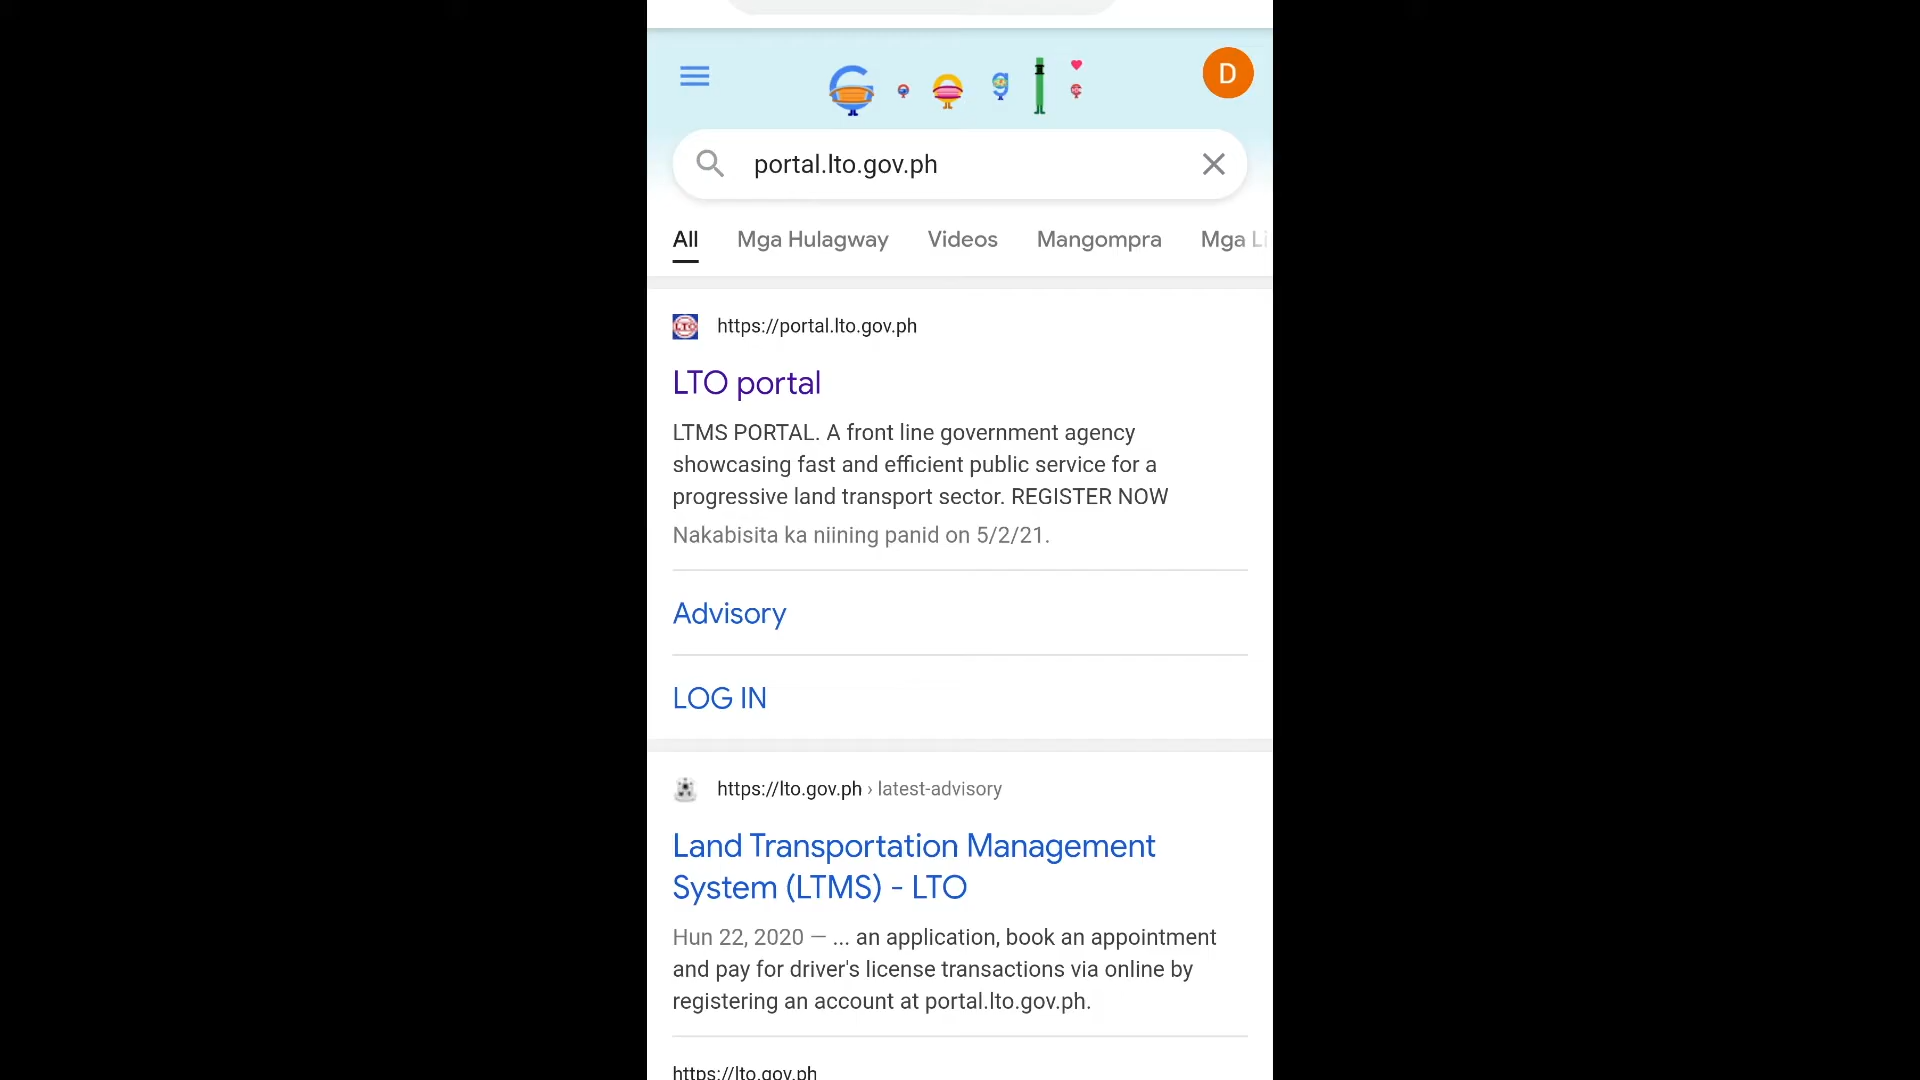 D
portal.lto.gov.ph
All Mga Hulagway Videos Mangompra Mga Li
https://portal.lto.gov.ph
LTO portal
LTMS PORTAL. A front line government agency
showcasing fast and efficient public service for a
progressive land transport sector. REGISTER NOW
Nakabisita ka niining panid on 5/2/21.
Advisory
LOG IN
https://lto.gov.ph › latest-advisory
Land Transportation Management
System (LTMS) - LTO
Hun 22, 2020 — ... an application, book an appointment
and pay for driver's license transactions via online by
registering an account at portal.lto.gov.ph.
https://lto.gov.ph